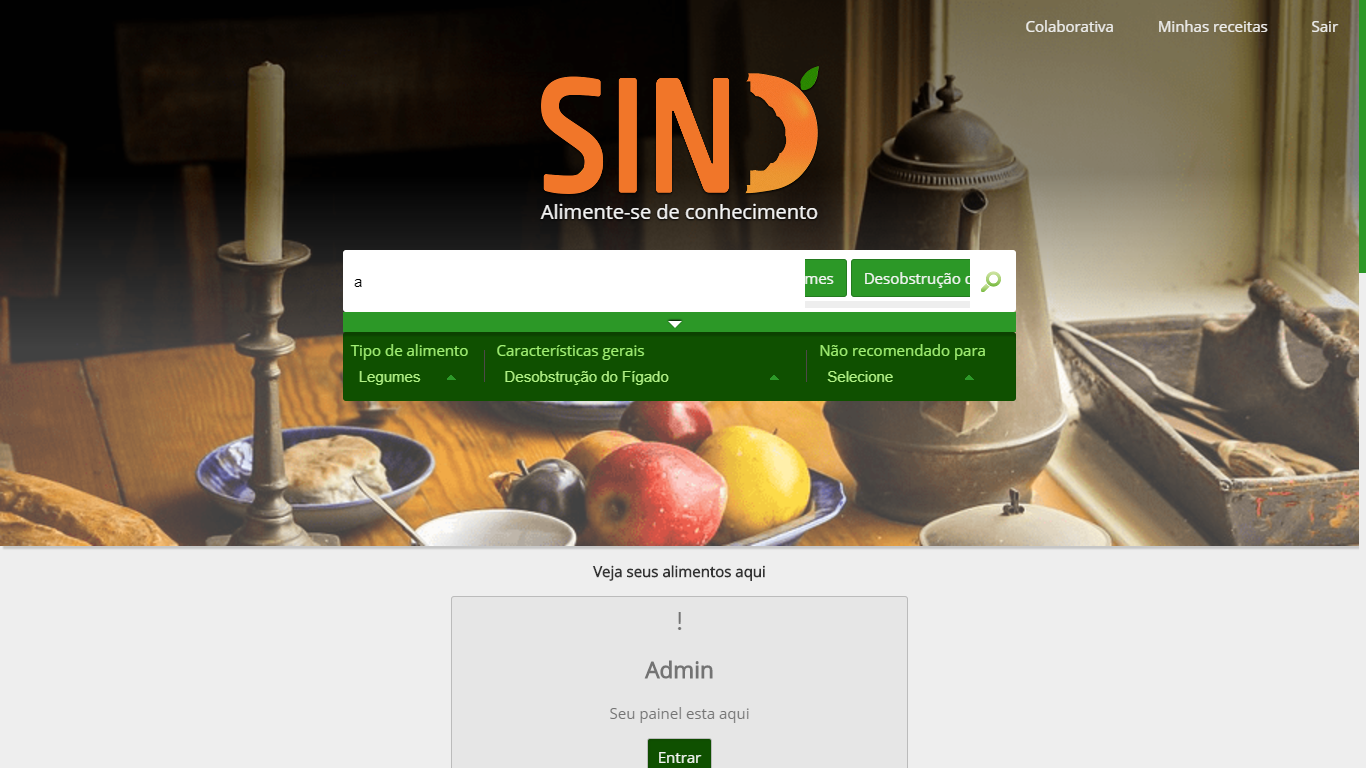 Colaborativa Minhas receitas Sair
SIND
Alimente-se de conhecimento
a mes Desobstrução
Tipo de alimento Características gerais Não recomendado para
Legumes Desobstrução do Fígado Selecione
Veja seus alimentos aqui
!
Admin
Seu painel esta aqui
Entrar